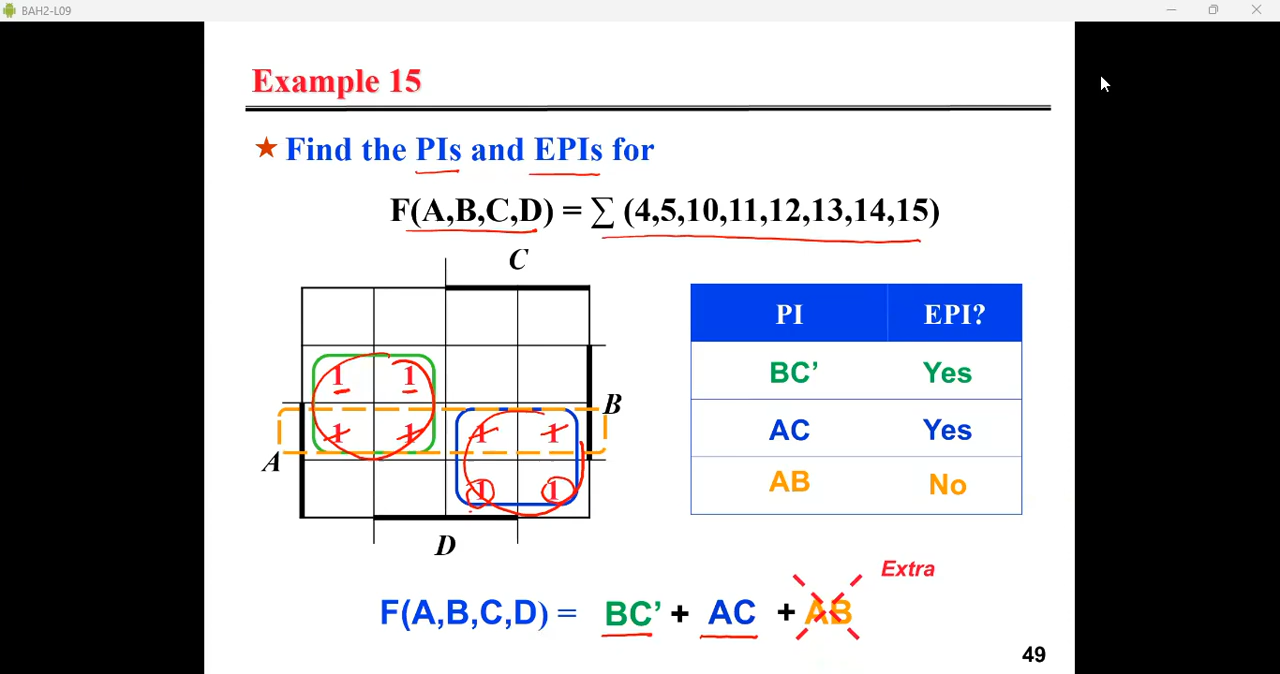 BAH2-L09
Example 15
★ Find the PIs and EPIs for
F(A,B,C,D) = ∑ (4,5,10,11,12,13,14,15)
C
1 1
B
1 1 1 1
A
1 1
D
PI EPI?
BC’ Yes
AC Yes
AB No
Extra
F(A,B,C,D) = BC’ + AC + AB
49